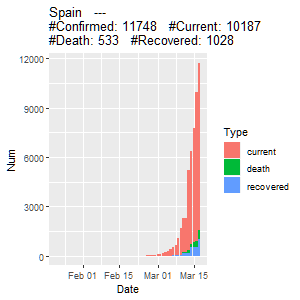 Spain ---
#Confirmed: 11748 #Current: 10187
#Death: 533 #Recovered: 1028
12000
9000
6000
3000
0
Num
Feb 01 Feb 15 Mar 01 Mar 15
Date
Type
current
death
recovered